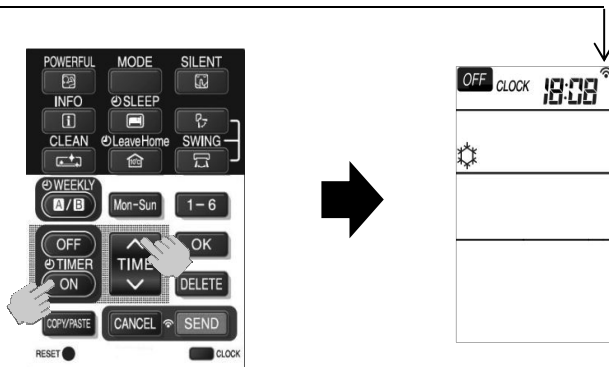 POWERFUL MODE SILENT
INFO SLEEP
CLEAN LeaveHome SWING
10°C
WEEKLY
A/B Mon-Sun 1-6
OFF TIME OK
TIMER
ON DELETE
COPY/PASTE CANCEL SEND
RESET CLOCK
OFF CLOCK 18:08